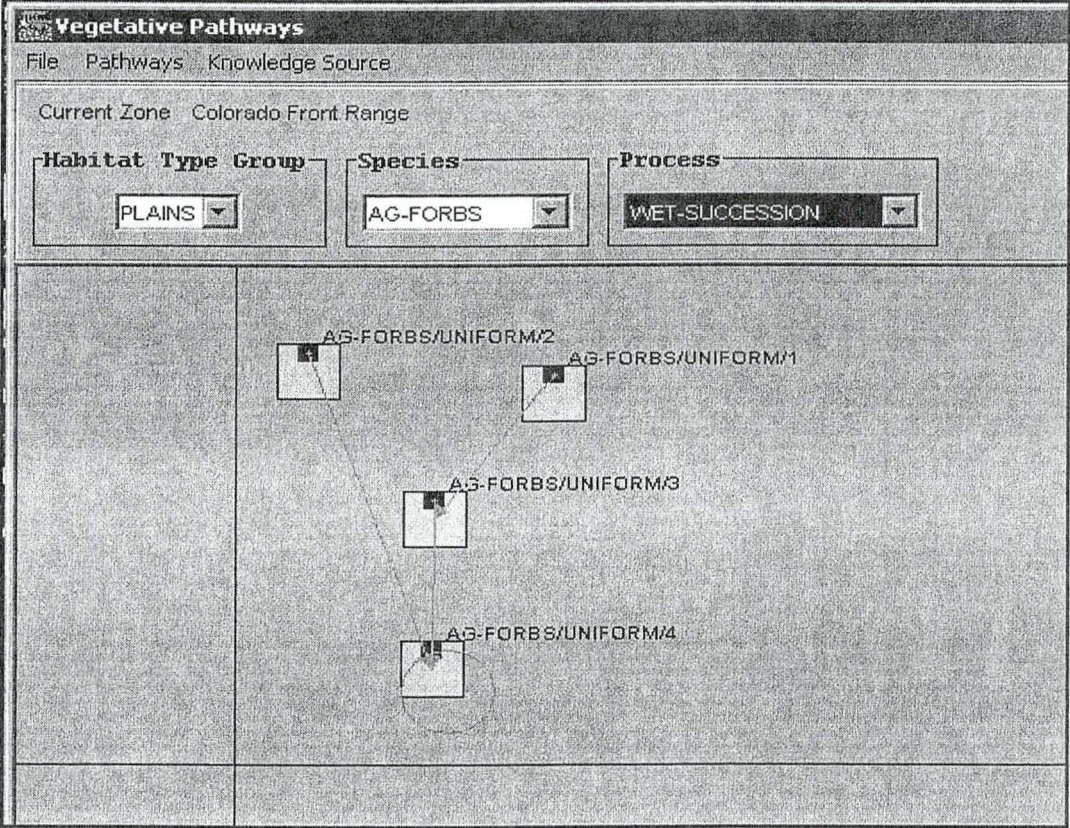 Vegetative Pathways
File Pathways Knowledge Source
Current Zone Colorado Front Range
Habitat Type Group Species Process
PLAINS AG-FORBS WET-SUCCESSION
AG-FORBS/UNIFORM/2
AG-FORBS/UNIFORM/1
AG-FORBS/UNIFORM/3
AG-FORBS/UNIFORM/4